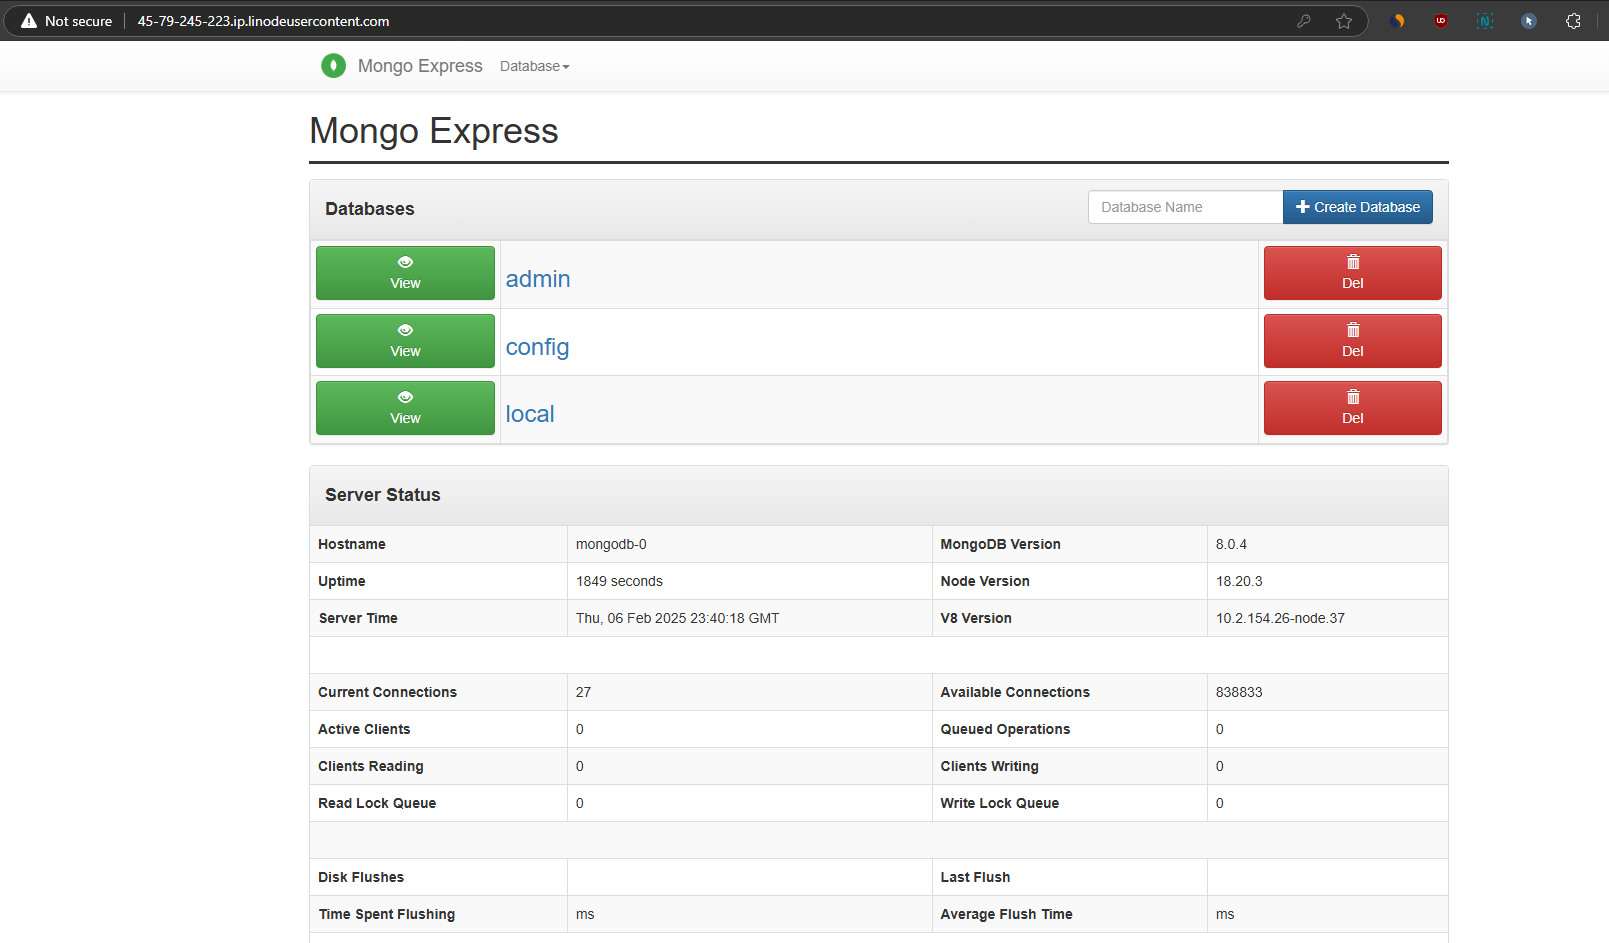 Not secure 45-79-245-223.ip.linodeusercontent.com
Mongo Express Database
Mongo Express
Databases Database Name Create Database
View admin Del
View config Del
View local Del
Server Status
Hostname mongodb-0 MongoDB Version 8.0.4
Uptime 1849 seconds Node Version 18.20.3
Server Time Thu, 06 Feb 2025 23:40:18 GMT V8 Version 10.2.154.26-node.37
Current Connections 27 Available Connections 838833
Active Clients 0 Queued Operations 0
Clients Reading 0 Clients Writing 0
Read Lock Queue 0 Write Lock Queue 0
Disk Flushes Last Flush
Time Spent Flushing ms Average Flush Time ms